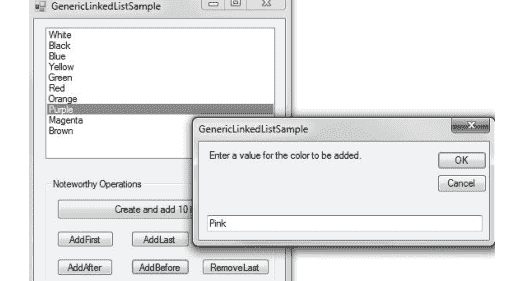 GenericLinkedListSample
White
Black
Blue
Yellow
Green
Red
Orange
Purple
Magenta
Brown
GenericLinkedListSample
Enter a value for the color to be added.
OK
Cancel
Pink
Noteworthy Operations
Create and add 10
AddFirst
AddLast
AddAfter
AddBefore
RemoveLast